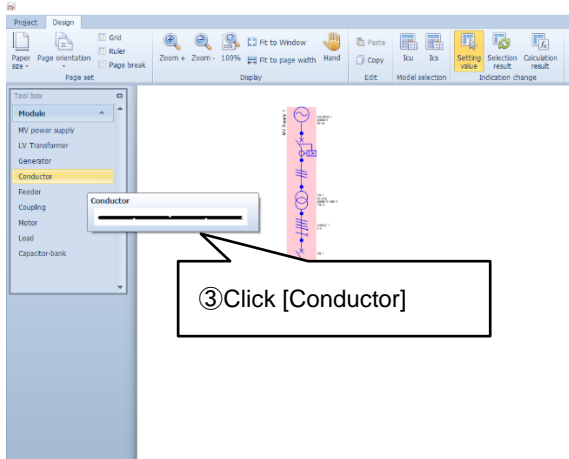 Project Design
Paper size - Page orientation - Grid
Ruler
Page break
Zoom + Zoom - 100% Fit to Window
Fit to page width Hand
Paste
Copy
Icu Ics Setting value Selection result Calculation result
Page set Display Edit Model selection Indication change
Tool box
Module
MV power supply
LV Transformer
Generator
Conductor
Feeder
Coupling
Motor
Load
Capacitor-bank
Conductor
MV Supply 1
③Click [Conductor]